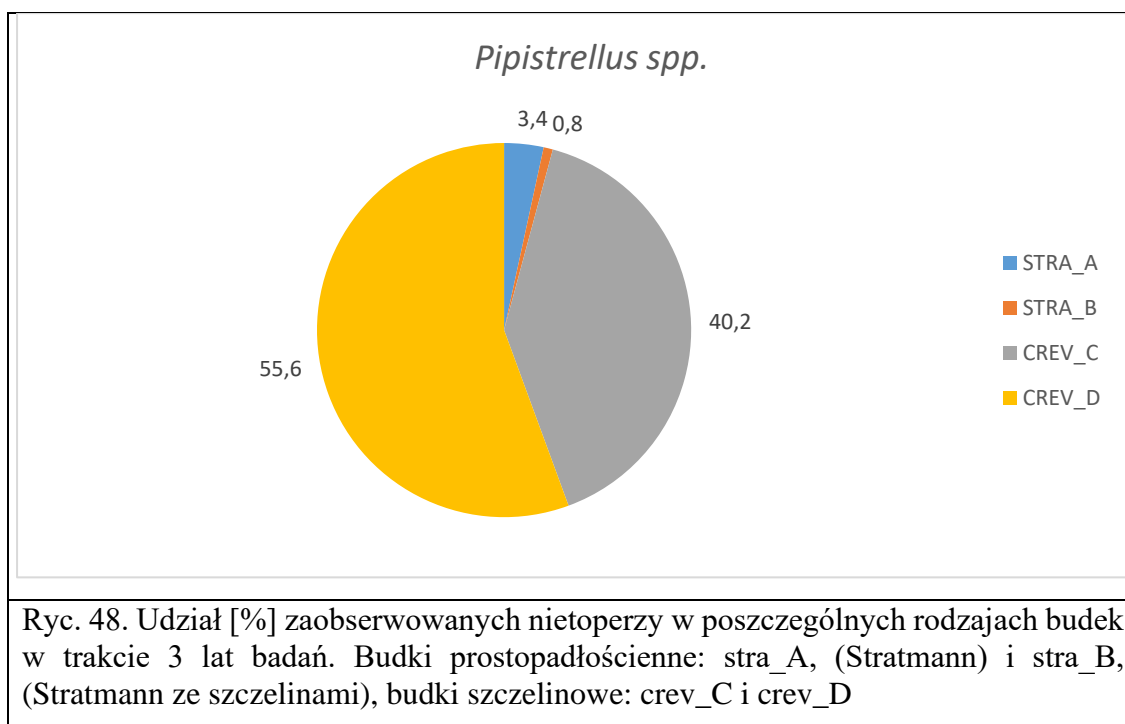 Pipistrellus spp.
3,4
0,8
40,2
55,6
STRA_A
STRA_B
CREV_C
CREV_D
Ryc. 48. Udział [%] zaobserwowanych nietoperzy w poszczególnych rodzajach budek
w trakcie 3 lat badań. Budki prostopadłościenne: stra_A, (Stratmann) i stra_B,
(Stratmann ze szczelinami), budki szczelinowe: crev_C i crev_D